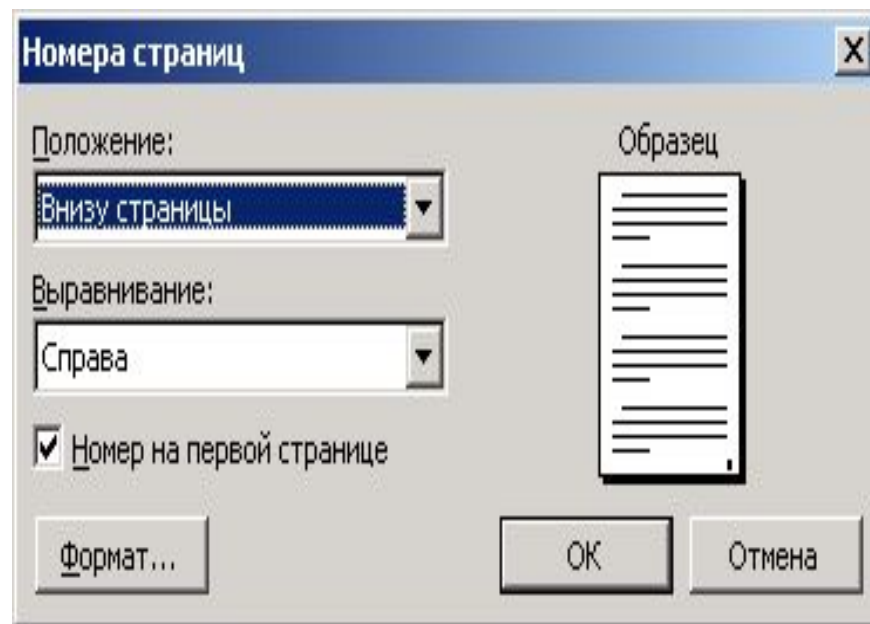 Номера страниц
Положение:
Образец
Внизу страницы
Выравнивание:
Справа
Номер на первой странице
Формат...
ОК
Отмена